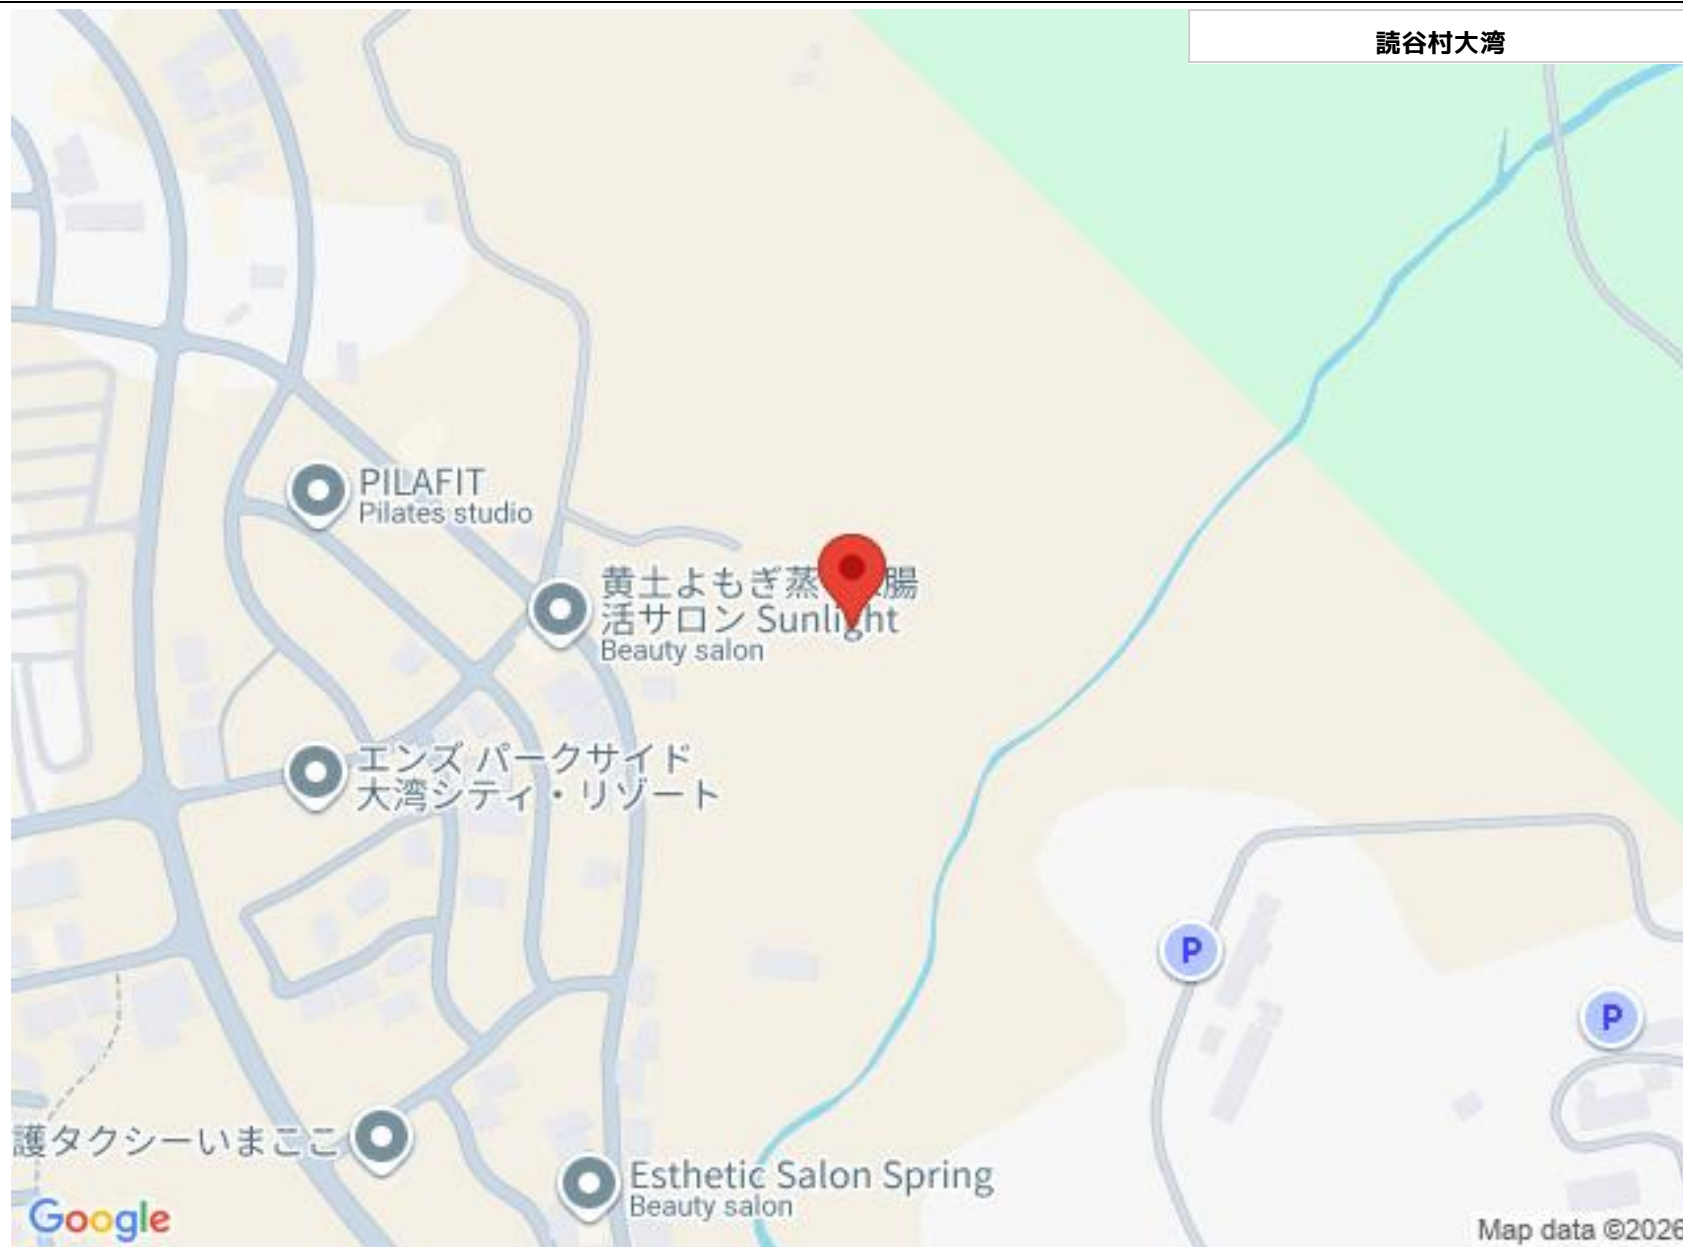 読谷村大湾
PILAFIT
Pilates studio
黄土よもぎ蒸 腸
活サロン Sunlight
Beauty salon
エンズ パークサイド
大湾シティ・リゾート
P
P
護タクシーいまここ
Esthetic Salon Spring
Beauty salon
Google
Map data ©2026